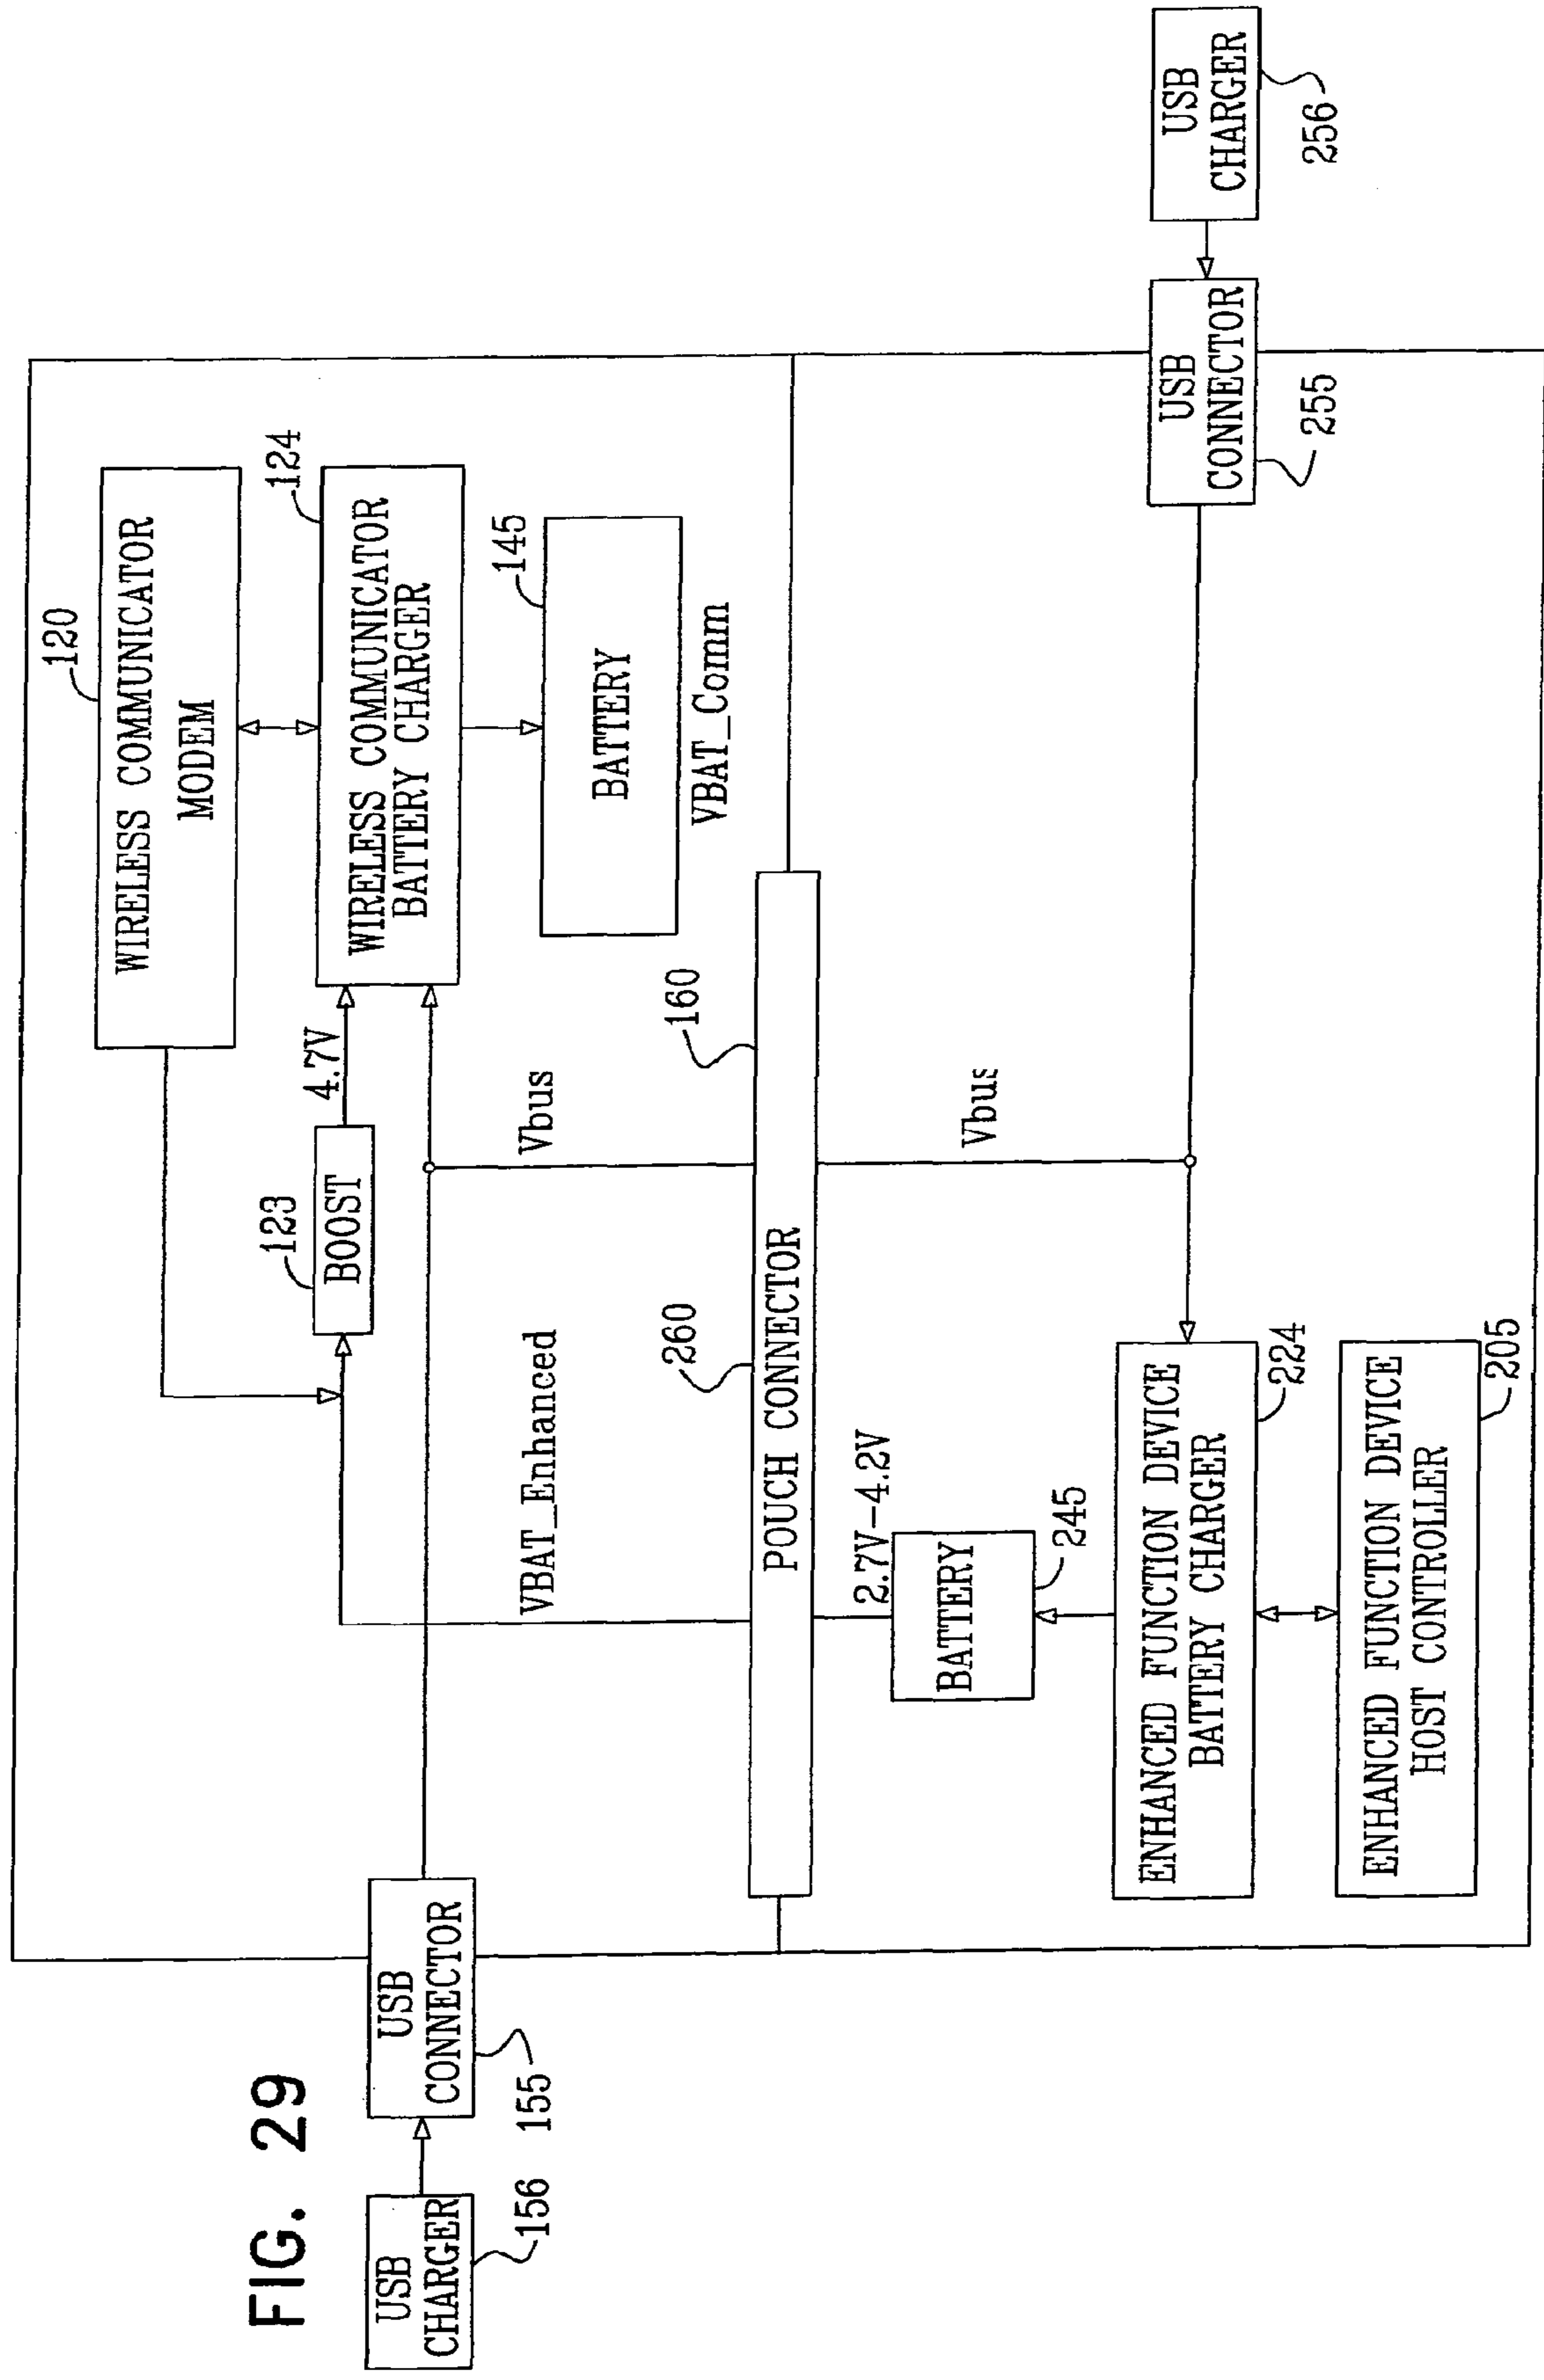 FIG. 29
120
WIRELESS COMMUNICATOR
MODEM
124
WIRELESS COMMUNICATOR
BATTERY CHARGER
123
BOOST
4.7V
145
BATTERY
VBAT_Comm
USB
CHARGER
156
USB
CONNECTOR
155
VBAT_Enhanced
Vbus
260
160
POUCH CONNECTOR
2.7V-4.2V
BATTERY
245
Vbus
ENHANCED FUNCTION DEVICE
BATTERY CHARGER
224
ENHANCED FUNCTION DEVICE
HOST CONTROLLER
205
USB
CONNECTOR
255
USB
CHARGER
256